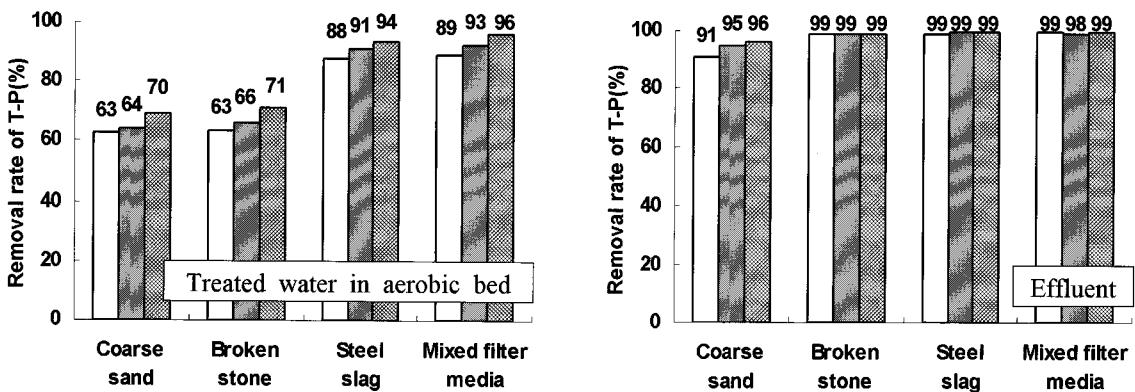 Removal rate of T-P(%)
100
80
60
40
20
0
63 64 70
63 66 71
88 91 94
89 93 96
Treated water in aerobic bed
Coarse
sand
Broken
stone
Steel
slag
Mixed filter
media
Removal rate of T-P(%)
100
80
60
40
20
0
91 95 96
99 99 99
99 99 99
99 98 99
Effluent
Coarse
sand
Broken
stone
Steel
slag
Mixed filter
media